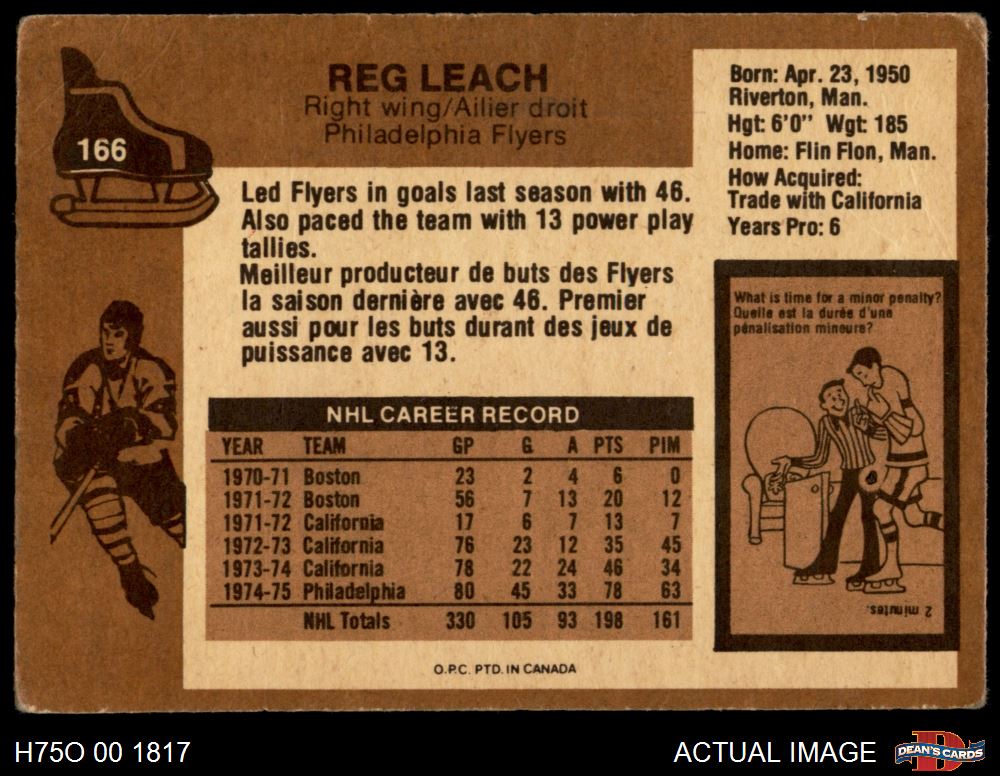 166
REG LEACH
Right wing/Ailier droit
Philadelphia Flyers
Born: Apr. 23, 1950
Riverton, Man.
Hgt: 6'0" Wgt: 185
Home: Flin Flon, Man.
How Acquired:
Trade with California
Years Pro: 6
Led Flyers in goals last season with 46.
Also paced the team with 13 power play
tallies.
Meilleur producteur de buts des Flyers
la saison dernière avec 46. Premier
aussi pour les buts durant des jeux de
puissance avec 13.
What is time for a minor penalty?
Quelle est la durée d'une
pénalisation mineure?
2 minutes.
NHL CAREER RECORD
YEAR TEAM GP G A PTS PIM
1970-71 Boston 23 2 4 6 0
1971-72 Boston 56 7 13 20 12
1971-72 California 17 6 7 13 7
1972-73 California 76 23 12 35 45
1973-74 California 78 22 24 46 34
1974-75 Philadelphia 80 45 33 78 63
NHL Totals 330 105 93 198 161
O.P.C. PTD. IN CANADA
H75O 00 1817
ACTUAL IMAGE
DEAN'S CARDS